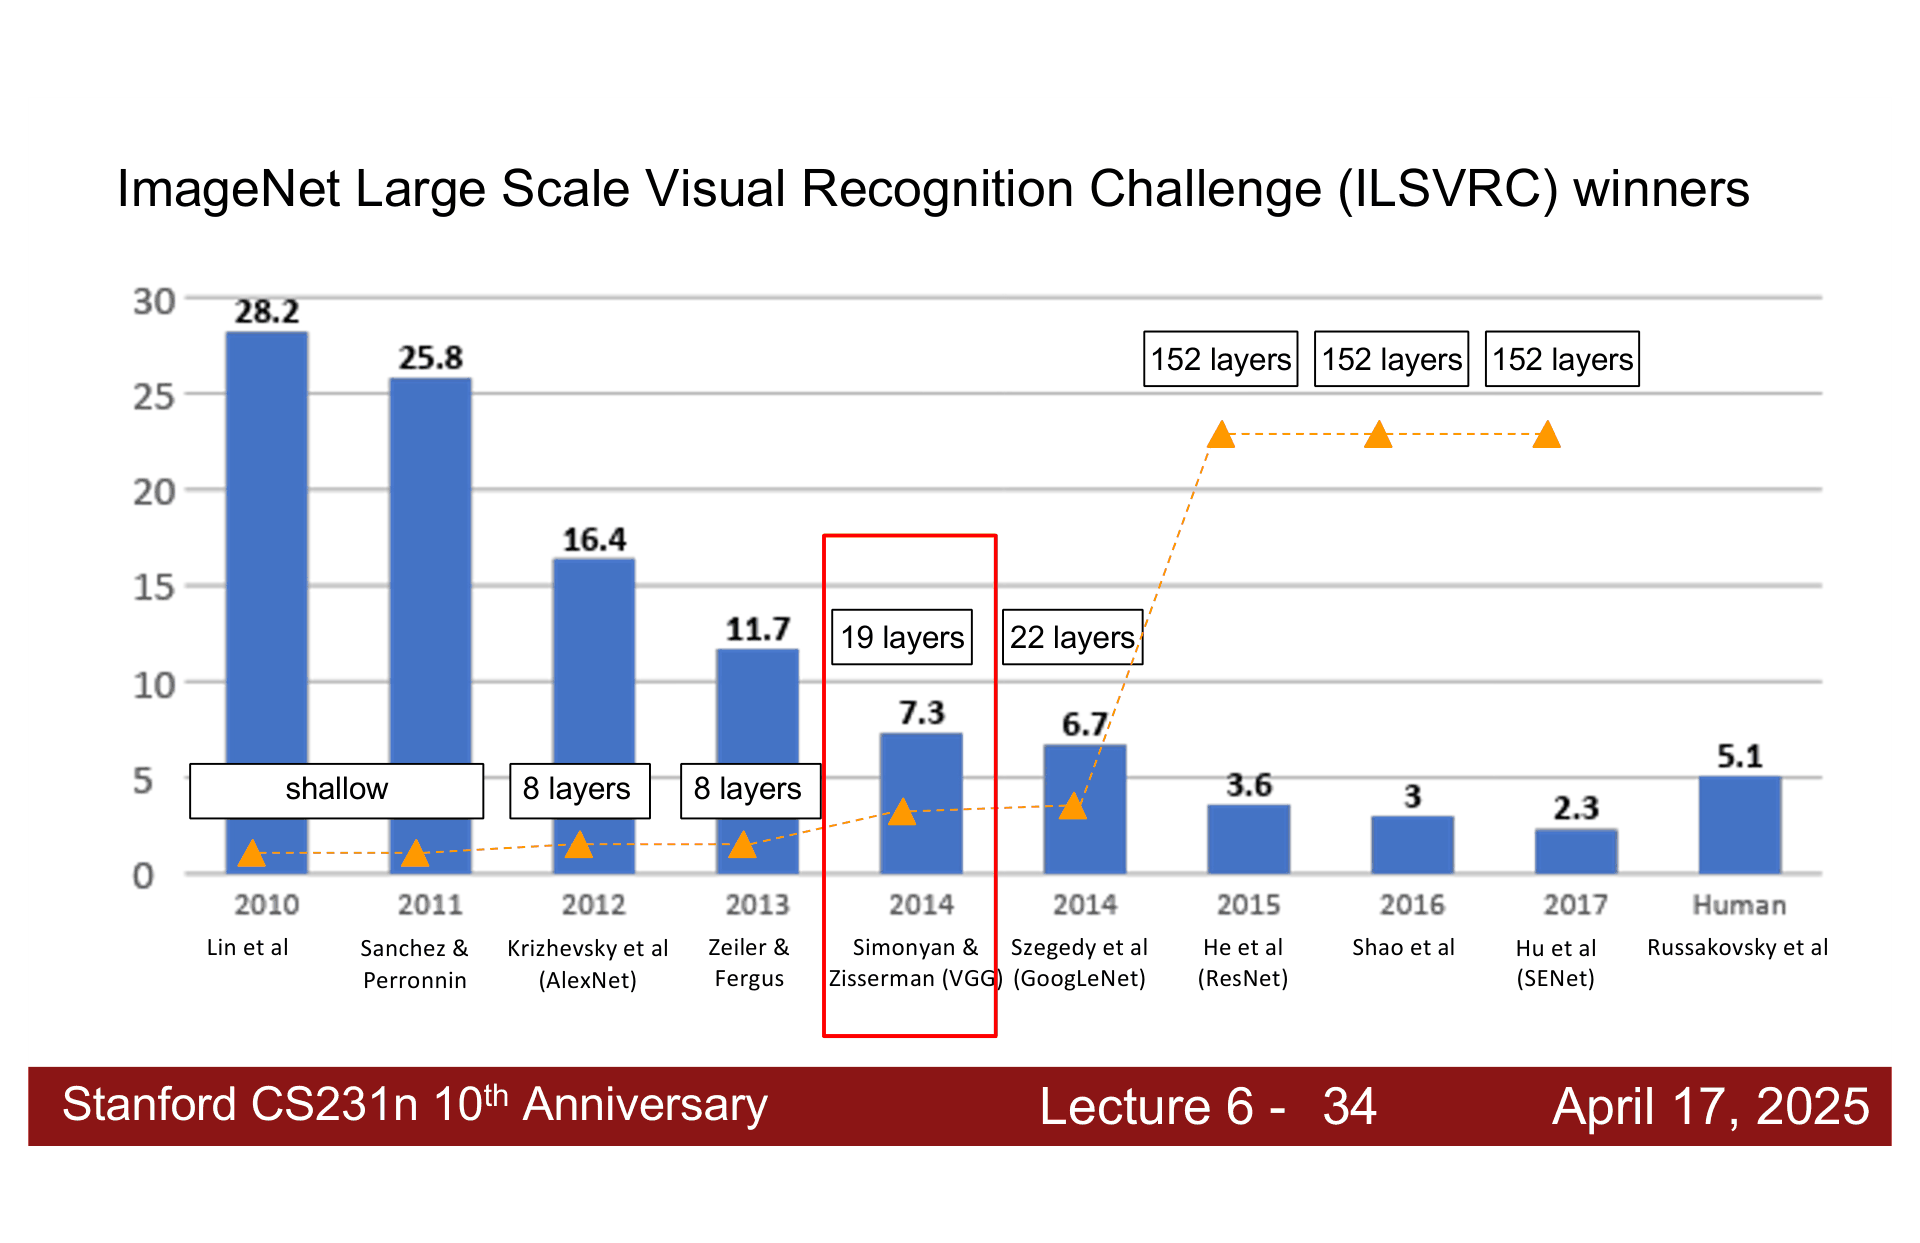 ImageNet Large Scale Visual Recognition Challenge (ILSVRC) winners
30
25
20
15
10
5
0
28.2
25.8
16.4
11.7
7.3
6.7
3.6
3
2.3
5.1
152 layers
152 layers
152 layers
19 layers
22 layers
shallow
8 layers
8 layers
2010
2011
2012
2013
2014
2014
2015
2016
2017
Human
Lin et al
Sanchez &
Perronnin
Krizhevsky et al
(AlexNet)
Zeiler &
Fergus
Simonyan &
Zisserman (VGG)
Szegedy et al
(GoogLeNet)
He et al
(ResNet)
Shao et al
Hu et al
(SENet)
Russakovsky et al
Stanford CS231n 10th Anniversary
Lecture 6 - 34
April 17, 2025